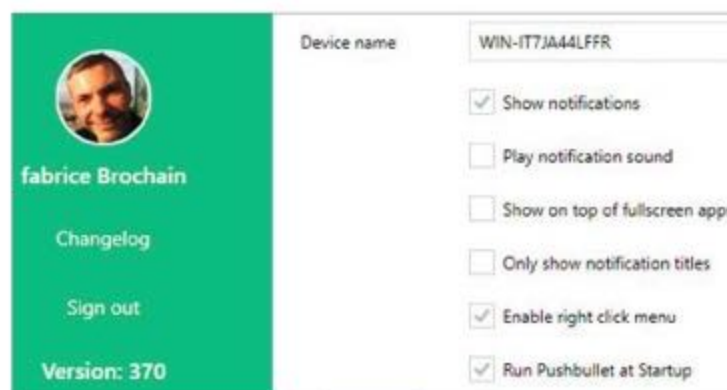 Device name
WIN-IT7JA44LFFR
Show notifications
fabrice Brochain
Play notification sound
Show on top of fullscreen app
Changelog
Only show notification titles
Sign out
Enable right click menu
Version: 370
Run Pushbullet at Startup